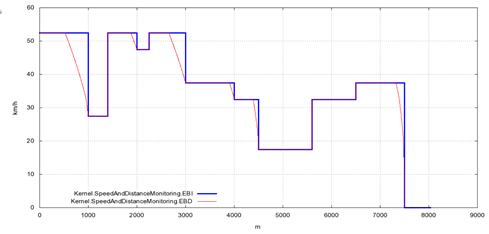 60
50
40
30
20
10
0
km/h
Kernel.SpeedAndDistanceMonitoring.EBI
Kernel.SpeedAndDistanceMonitoring.EBD
0 1000 2000 3000 4000 5000 6000 7000 8000 9000
m